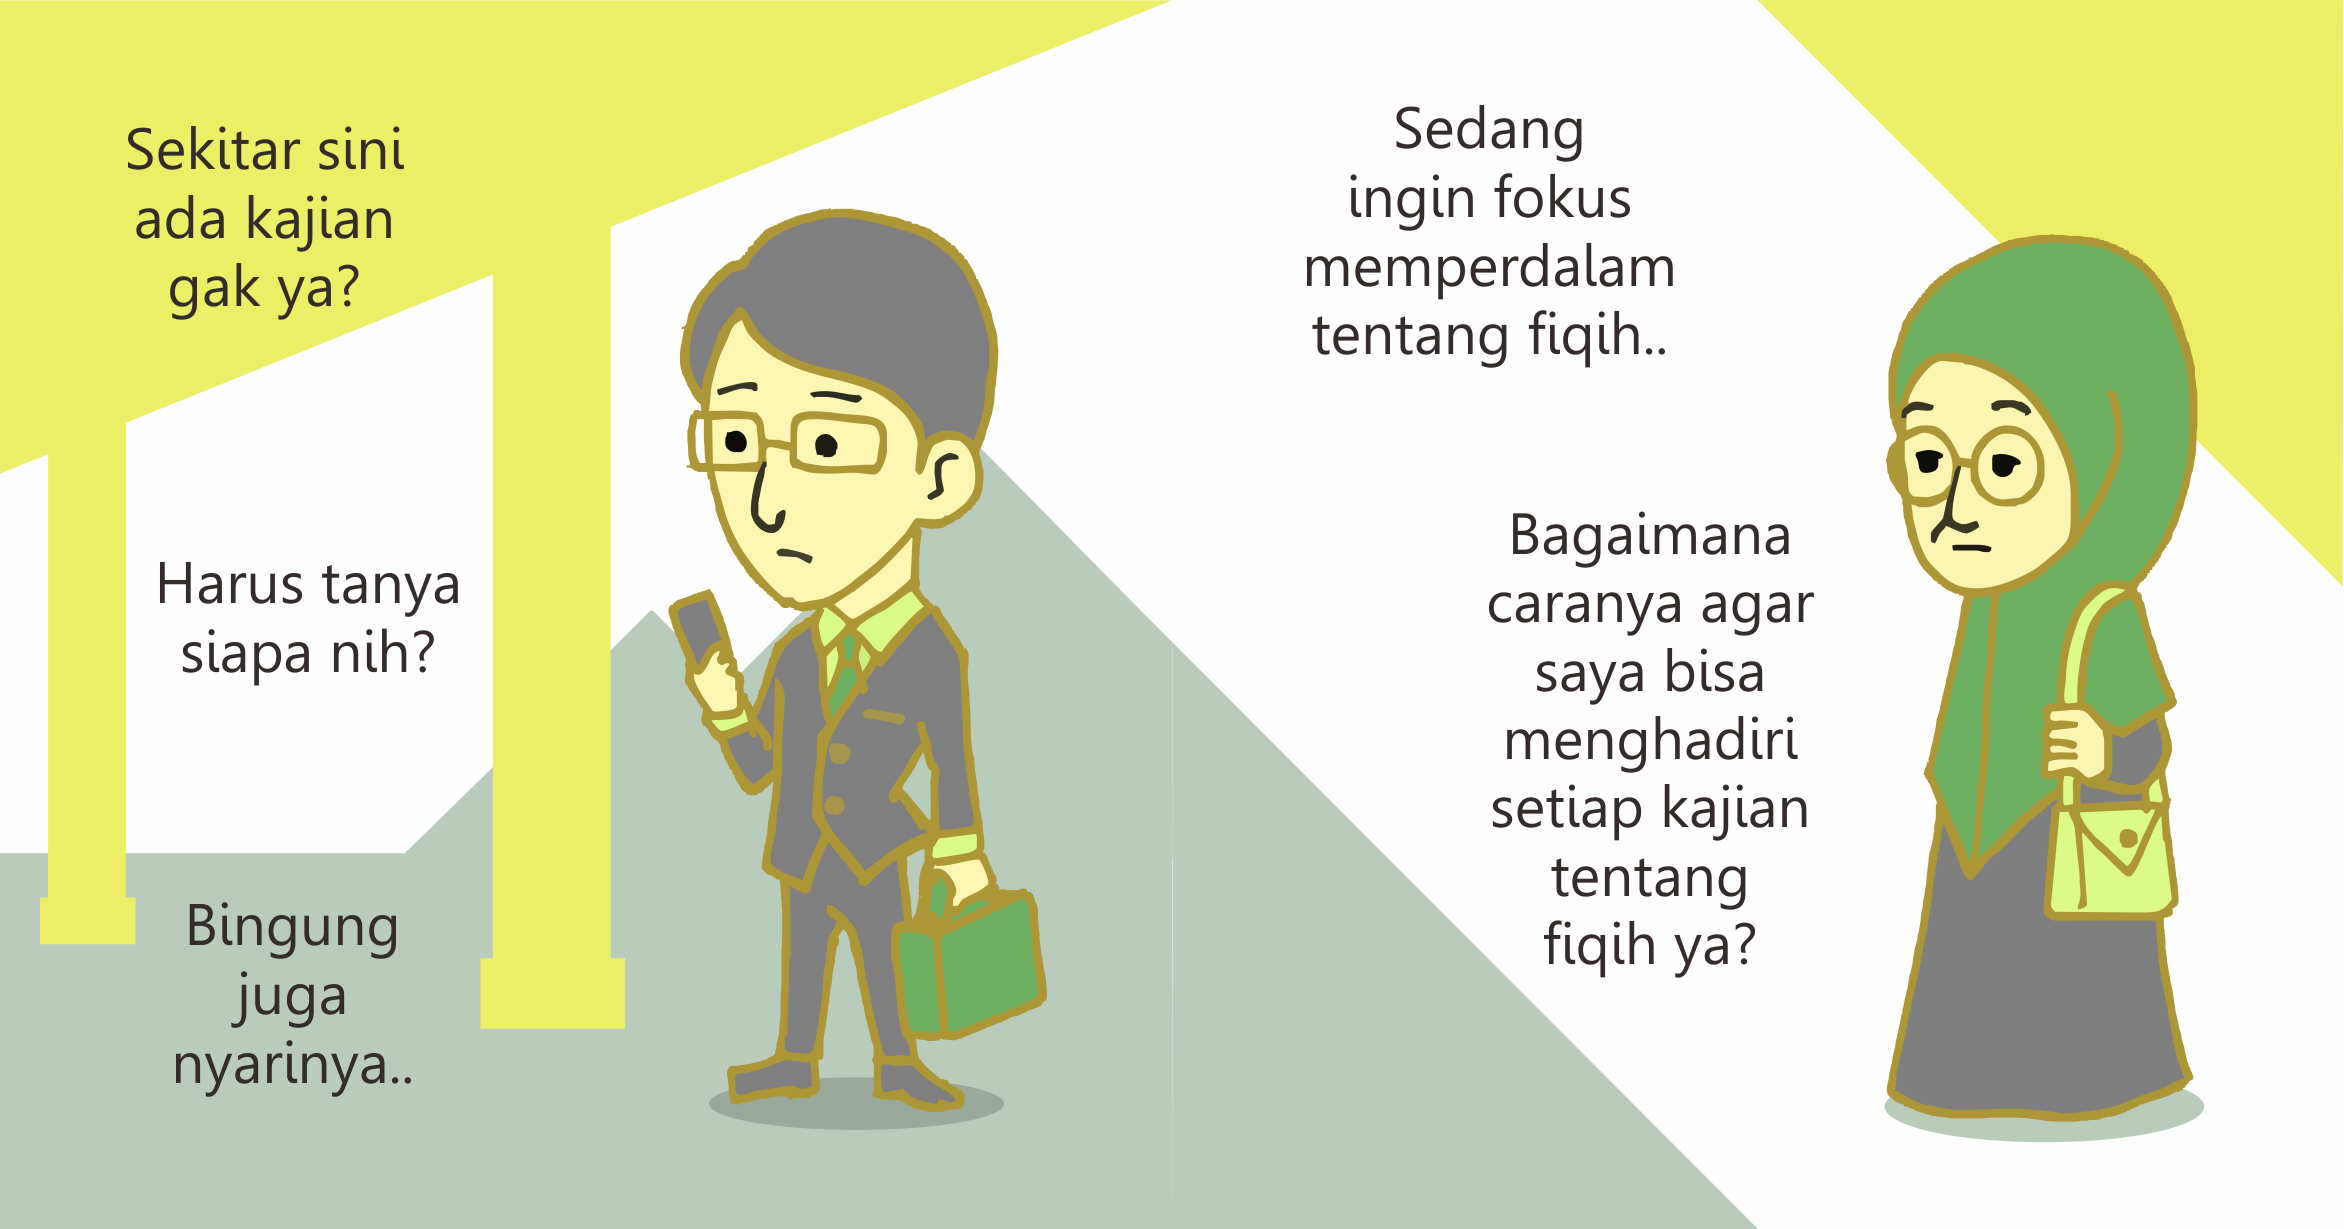 Sekitar sini
ada kajian
gak ya?
Harus tanya
siapa nih?
Bingung
juga
nyarinya..
Sedang
ingin fokus
memperdalam
tentang fiqih..
Bagaimana
caranya agar
saya bisa
menghadiri
setiap kajian
tentang
fiqih ya?